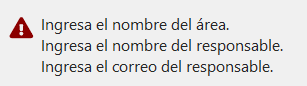 Ingresa el nombre del área.
Ingresa el nombre del responsable.
Ingresa el correo del responsable.